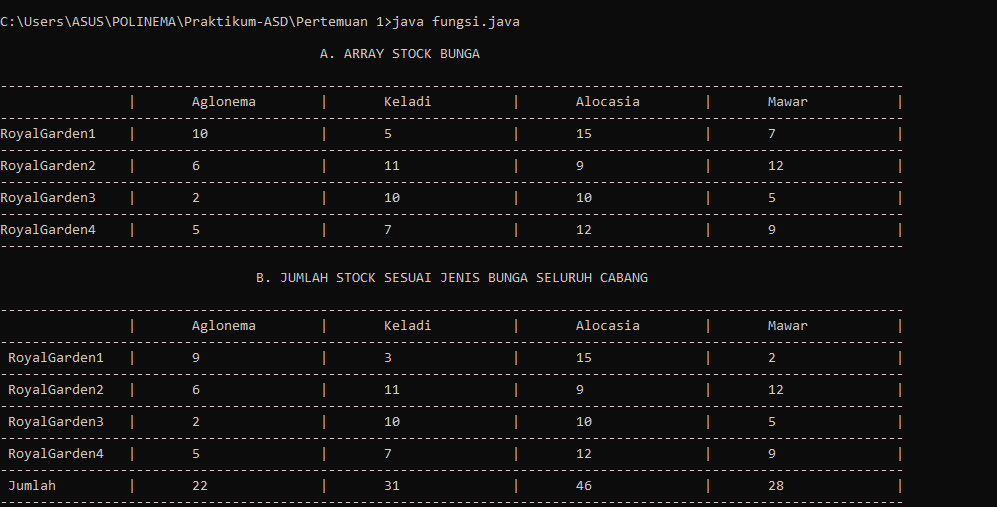 C:\Users\ASUS\POLINEMA\Praktikum-ASD\Pertemuan 1>java fungsi.java
A. ARRAY STOCK BUNGA
-----------------------------------------------------------------------------------------------------------------
| Aglonema | Keladi | Alocasia | Mawar |
-----------------------------------------------------------------------------------------------------------------
RoyalGarden1 | 10 | 5 | 15 | 7 |
-----------------------------------------------------------------------------------------------------------------
RoyalGarden2 | 6 | 11 | 9 | 12 |
-----------------------------------------------------------------------------------------------------------------
RoyalGarden3 | 2 | 10 | 10 | 5 |
-----------------------------------------------------------------------------------------------------------------
RoyalGarden4 | 5 | 7 | 12 | 9 |
-----------------------------------------------------------------------------------------------------------------
B. JUMLAH STOCK SESUAI JENIS BUNGA SELURUH CABANG
-----------------------------------------------------------------------------------------------------------------
| Aglonema | Keladi | Alocasia | Mawar |
-----------------------------------------------------------------------------------------------------------------
RoyalGarden1 | 9 | 3 | 15 | 2 |
-----------------------------------------------------------------------------------------------------------------
RoyalGarden2 | 6 | 11 | 9 | 12 |
-----------------------------------------------------------------------------------------------------------------
RoyalGarden3 | 2 | 10 | 10 | 5 |
-----------------------------------------------------------------------------------------------------------------
RoyalGarden4 | 5 | 7 | 12 | 9 |
-----------------------------------------------------------------------------------------------------------------
Jumlah | 22 | 31 | 46 | 28 |
-----------------------------------------------------------------------------------------------------------------